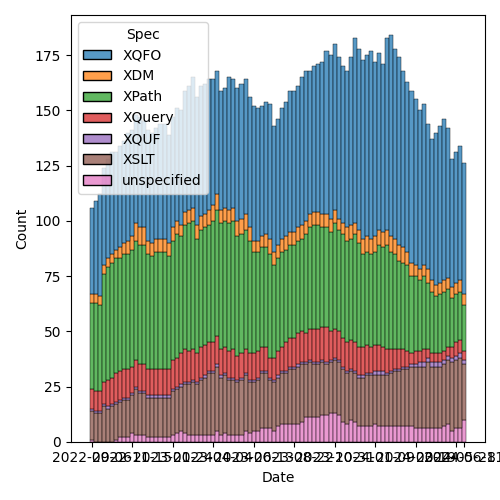 Spec
XQFO
XDM
XPath
XQuery
XQUF
XSLT
unspecified
175
150
125
100
75
50
25
0
Count
Date